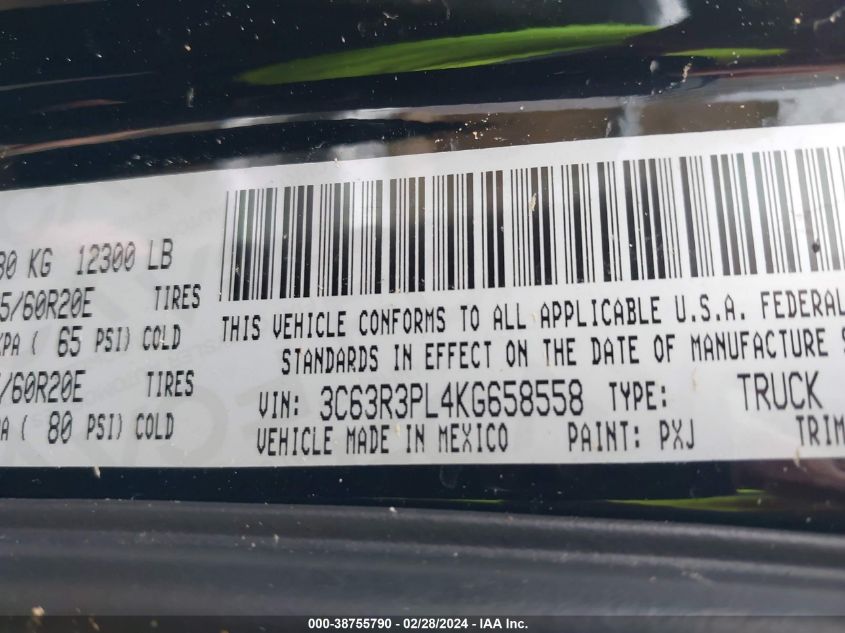 80 KG 12300 LB
5/60R20E TIRES
KPA ( 65 PSI) COLD
/60R20E TIRES
PA ( 80 PSI) COLD
THIS VEHICLE CONFORMS TO ALL APPLICABLE U.S.A. FEDERAL
STANDARDS IN EFFECT ON THE DATE OF MANUFACTURE S
VIN: 3C63R3PL4KG658558 TYPE: TRUCK
VEHICLE MADE IN MEXICO PAINT: PXJ TRIM
000-38755790 - 02/28/2024 - IAA Inc.